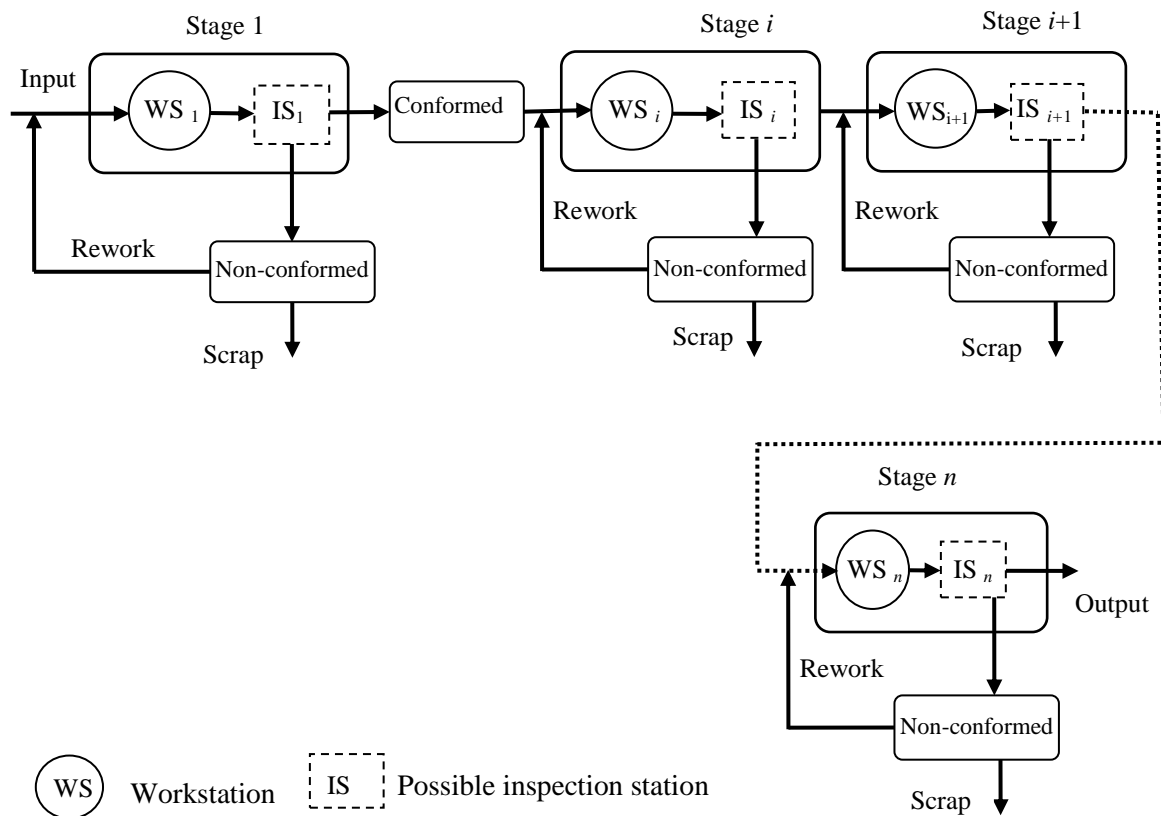 Stage 1
Stage i
Stage i+1
Input
WS 1
IS1
Conformed
WS i
IS i
WSi+1
IS i+1
Rework
Rework
Rework
Non-conformed
Non-conformed
Non-conformed
Scrap
Scrap
Scrap
Stage n
WS n
IS n
Output
Rework
Non-conformed
Scrap
WS
Workstation
IS
Possible inspection station